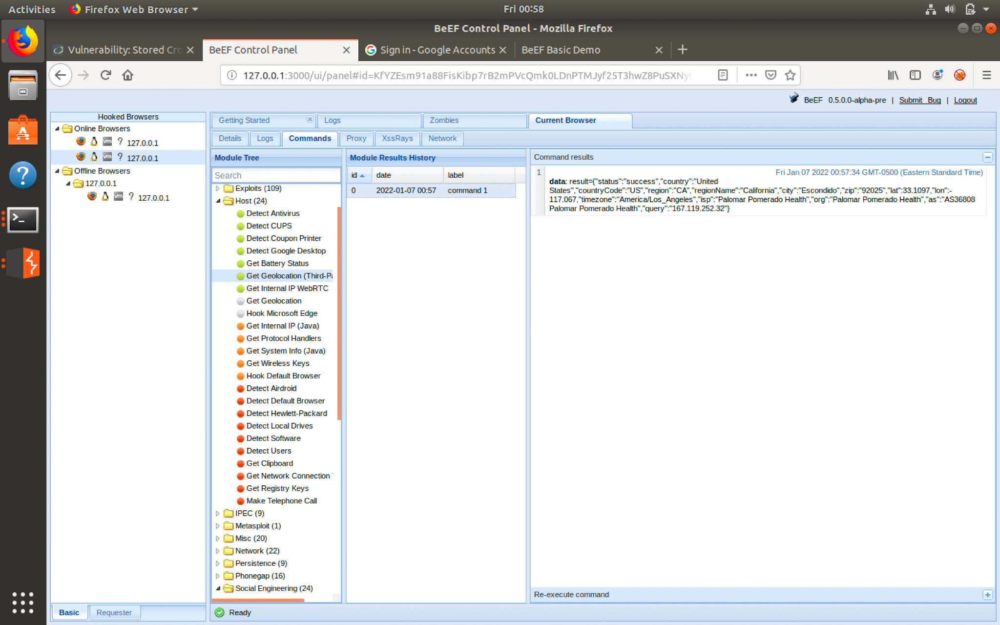 Activities
Firefox Web Browser
Fri 00:58
BeEF Control Panel - Mozilla Firefox
Vulnerability: Stored Cro
BeEF Control Panel
Sign in - Google Accounts
BeEF Basic Demo
127.0.0.1:3000/ui/panel#id=KfYZEsm91a88FisKibp7rB2mPVcQmk0LDnPTMJyf25T3hwZ8PuSXNy
BeEF 0.5.0.0-alpha-pre | Submit Bug | Logout
Hooked Browsers
Online Browsers
? 127.0.0.1
? 127.0.0.1
Offline Browsers
127.0.0.1
? 127.0.0.1
Basic
Requester
Getting Started
Logs
Zombies
Current Browser
Details
Logs
Commands
Proxy
XssRays
Network
Module Tree
Search
Exploits (109)
Host (24)
Detect Antivirus
Detect CUPS
Detect Coupon Printer
Detect Google Desktop
Get Battery Status
Get Geolocation (Third-Pa
Get Internal IP WebRTC
Get Geolocation
Hook Microsoft Edge
Get Internal IP (Java)
Get Protocol Handlers
Get System Info (Java)
Get Wireless Keys
Hook Default Browser
Detect Airdroid
Detect Default Browser
Detect Hewlett-Packard
Detect Local Drives
Detect Software
Detect Users
Get Clipboard
Get Network Connection
Get Registry Keys
Make Telephone Call
IPEC (9)
Metasploit (1)
Misc (20)
Network (22)
Persistence (9)
Phonegap (16)
Social Engineering (24)
Module Results History
id date label
0 2022-01-07 00:57 command 1
Command results
1
Fri Jan 07 2022 00:57:34 GMT-0500 (Eastern Standard Time)
data: result={"status":"success","country":"United
States","countryCode":"US","region":"CA","regionName":"California","city":"Escondido","zip":"92025","lat":33.1097,"lon":-
117.067,"timezone":"America/Los_Angeles","isp":"Palomar Pomerado Health","org":"Palomar Pomerado Health","as":"AS36808
Palomar Pomerado Health","query":"167.119.252.32"}
Re-execute command
Ready